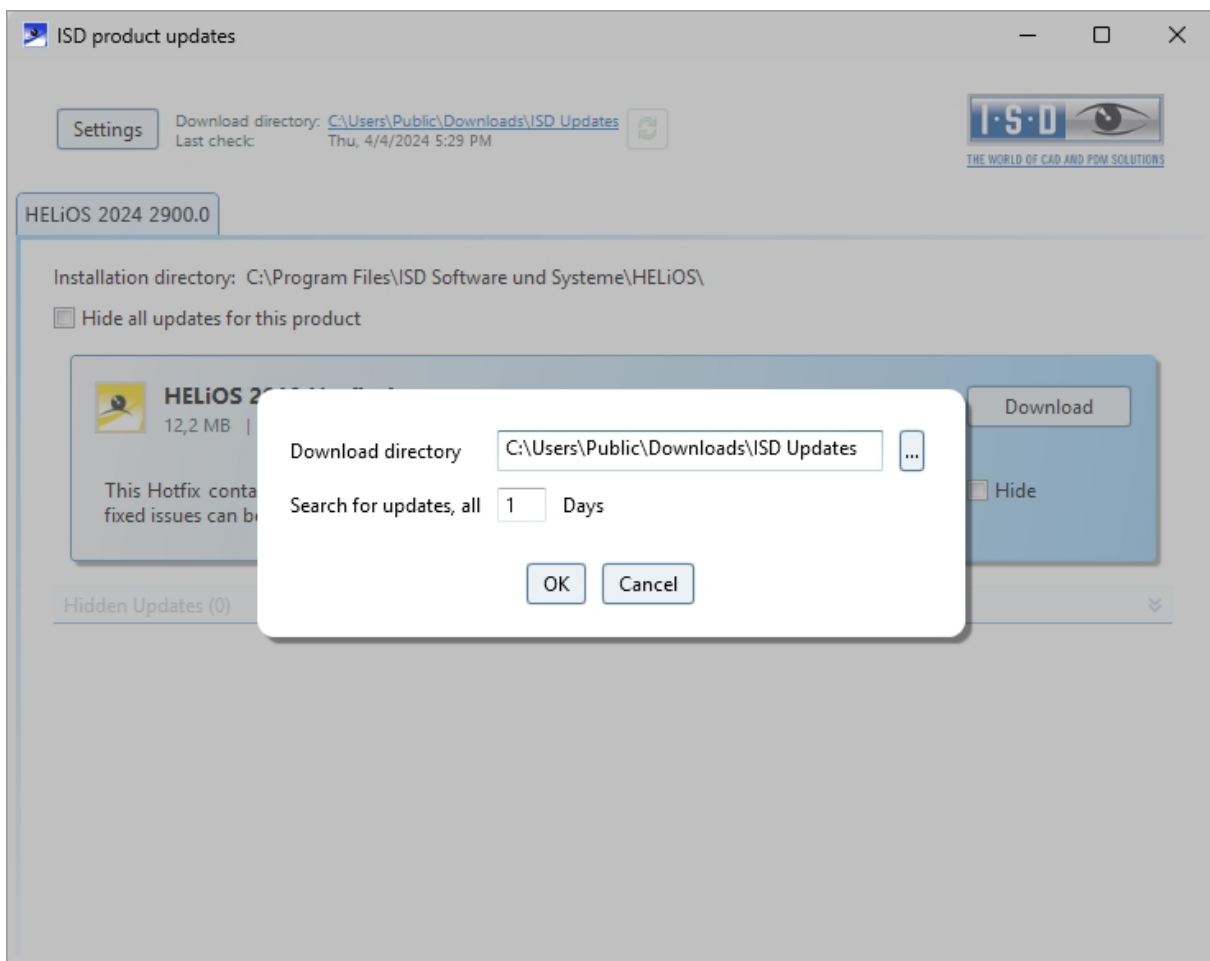 ISD product updates
Settings
Download directory: C:\Users\Public\Downloads\ISD Updates
Last check: Thu, 4/4/2024 5:29 PM
I·S·D
THE WORLD OF CAD AND PDM SOLUTIONS
HELiOS 2024 2900.0
Installation directory: C:\Program Files\ISD Software und Systeme\HELiOS\
Hide all updates for this product
HELiOS
12,2 MB |
Download
This Hotfix
fixed issues can
Hide
Download directory C:\Users\Public\Downloads\ISD Updates ...
Search for updates, all 1 Days
OK Cancel
Hidden Updates (0)